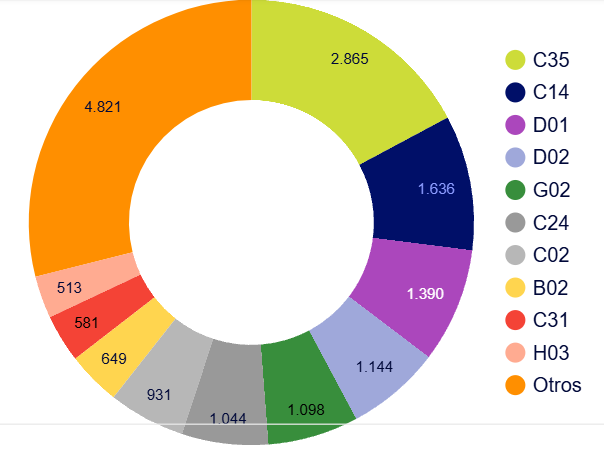 2.865
1.636
1.390
1.144
1.098
1.044
931
649
581
513
4.821
C35
C14
D01
D02
G02
C24
C02
B02
C31
H03
Otros